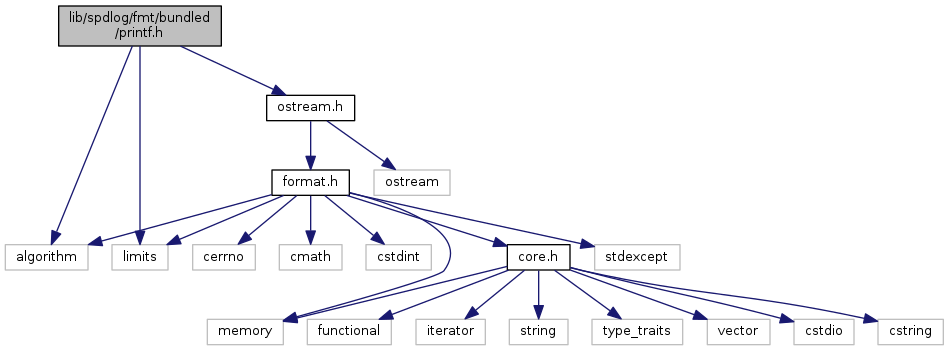 lib/spdlog/fmt/bundled
/printf.h
ostream.h
format.h
ostream
algorithm
limits
cerrno
cmath
cstdint
core.h
stdexcept
memory
functional
iterator
string
type_traits
vector
cstdio
cstring